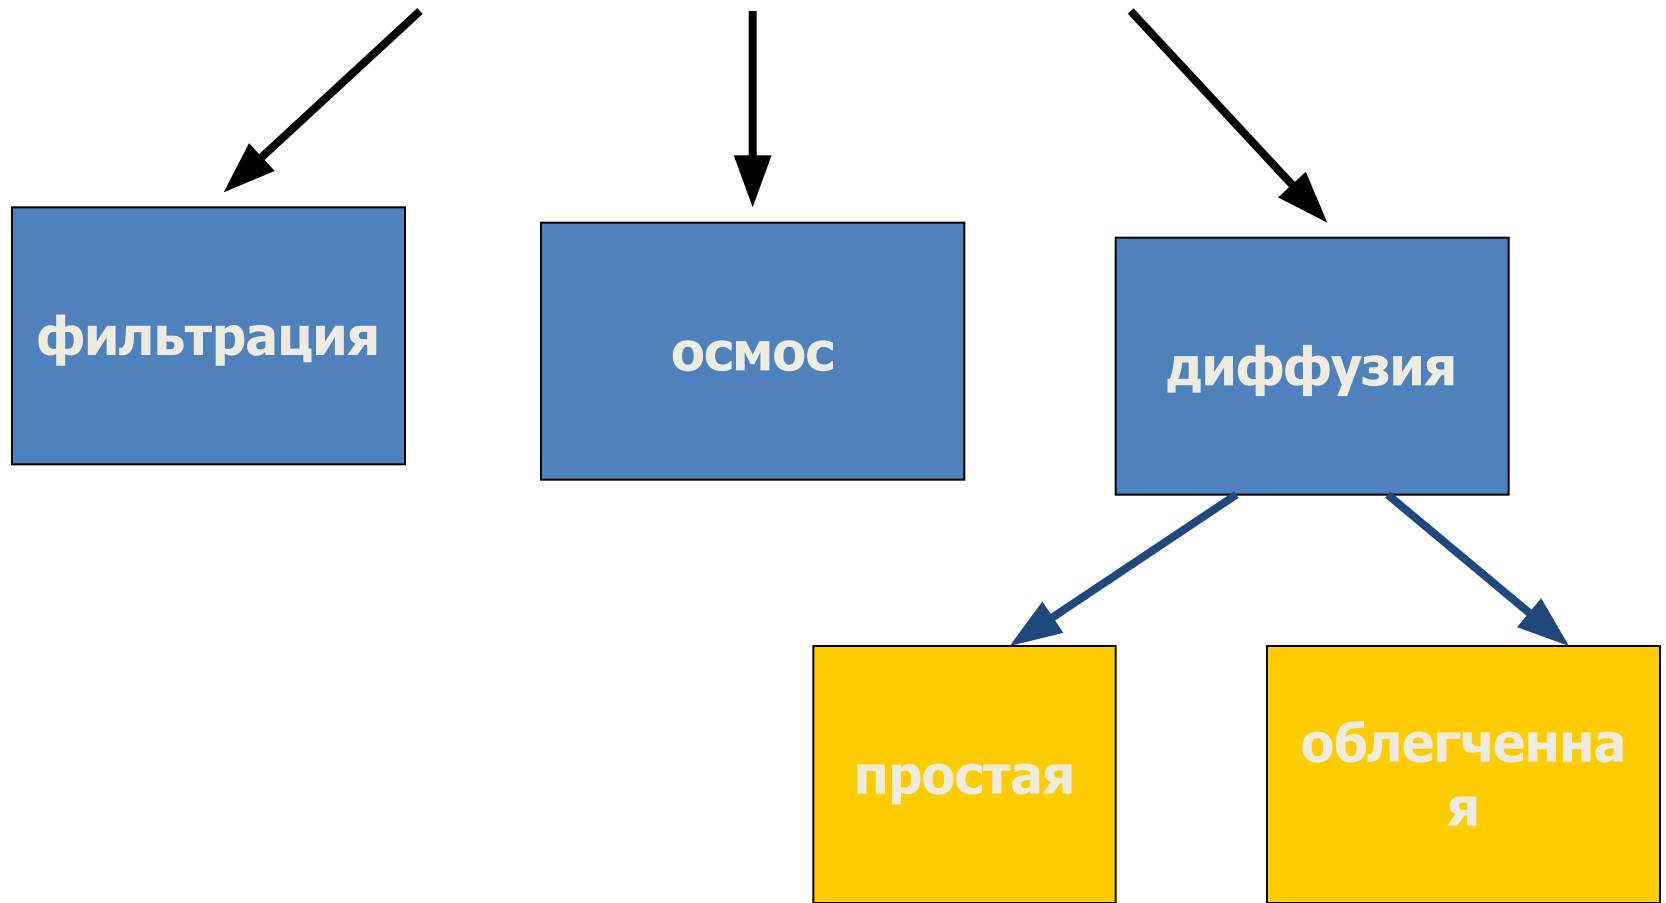 фильтрация
осмос
диффузия
простая
облегченна
я